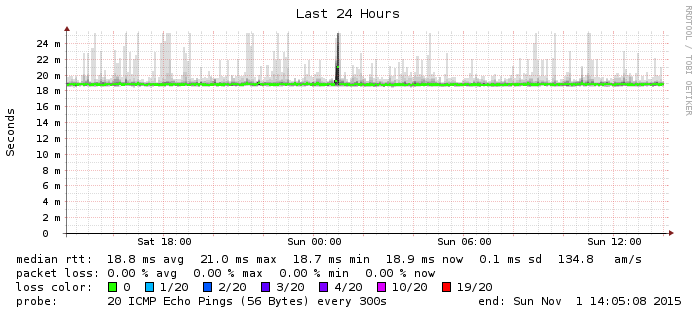 Last 24 Hours
RRDTOOL / TOBI OETIKER
Seconds
24 m
22 m
20 m
18 m
16 m
14 m
12 m
10 m
8 m
6 m
4 m
2 m
0
Sat 18:00 Sun 00:00 Sun 06:00 Sun 12:00
median rtt: 18.8 ms avg 21.0 ms max 18.7 ms min 18.9 ms now 0.1 ms sd 134.8 am/s
packet loss: 0.00 % avg 0.00 % max 0.00 % min 0.00 % now
loss color: 0 1/20 2/20 3/20 4/20 10/20 19/20
probe: 20 ICMP Echo Pings (56 Bytes) every 300s end: Sun Nov 1 14:05:08 2015